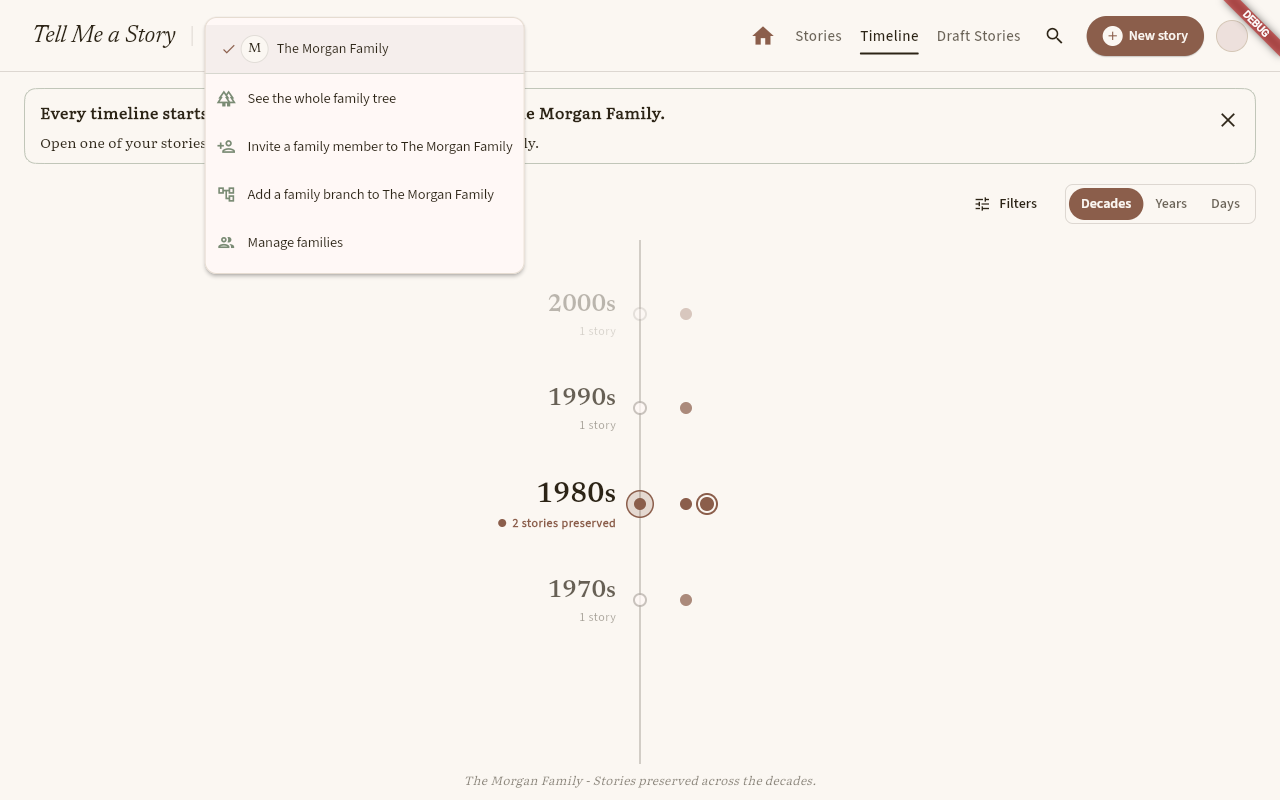 Tell Me a Story
M The Morgan Family
Stories
Timeline
Draft Stories
New story
DEBUG
See the whole family tree
Invite a family member to The Morgan Family
Add a family branch to The Morgan Family
Manage families
Every timeline starts
e Morgan Family.
Open one of your stories
ly.
Filters
Decades
Years
Days
2000s
1 story
1990s
1 story
1980s
2 stories preserved
1970s
1 story
The Morgan Family - Stories preserved across the decades.